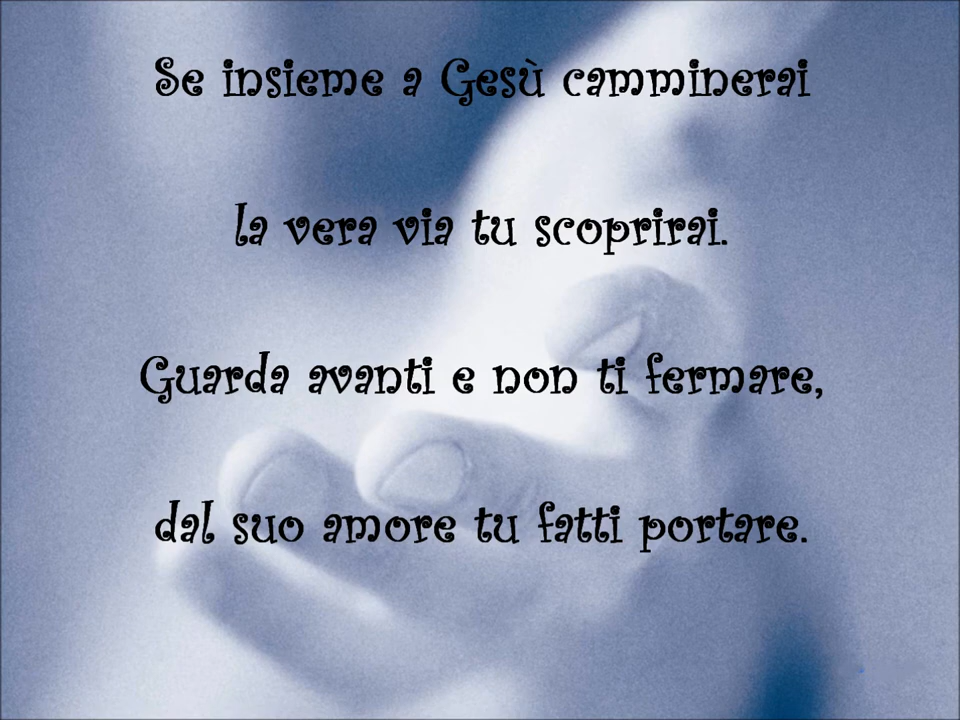 Se insieme a Gesù camminerai
la vera via tu scoprirai.
Guarda avanti e non ti fermare,
dal suo amore tu fatti portare.